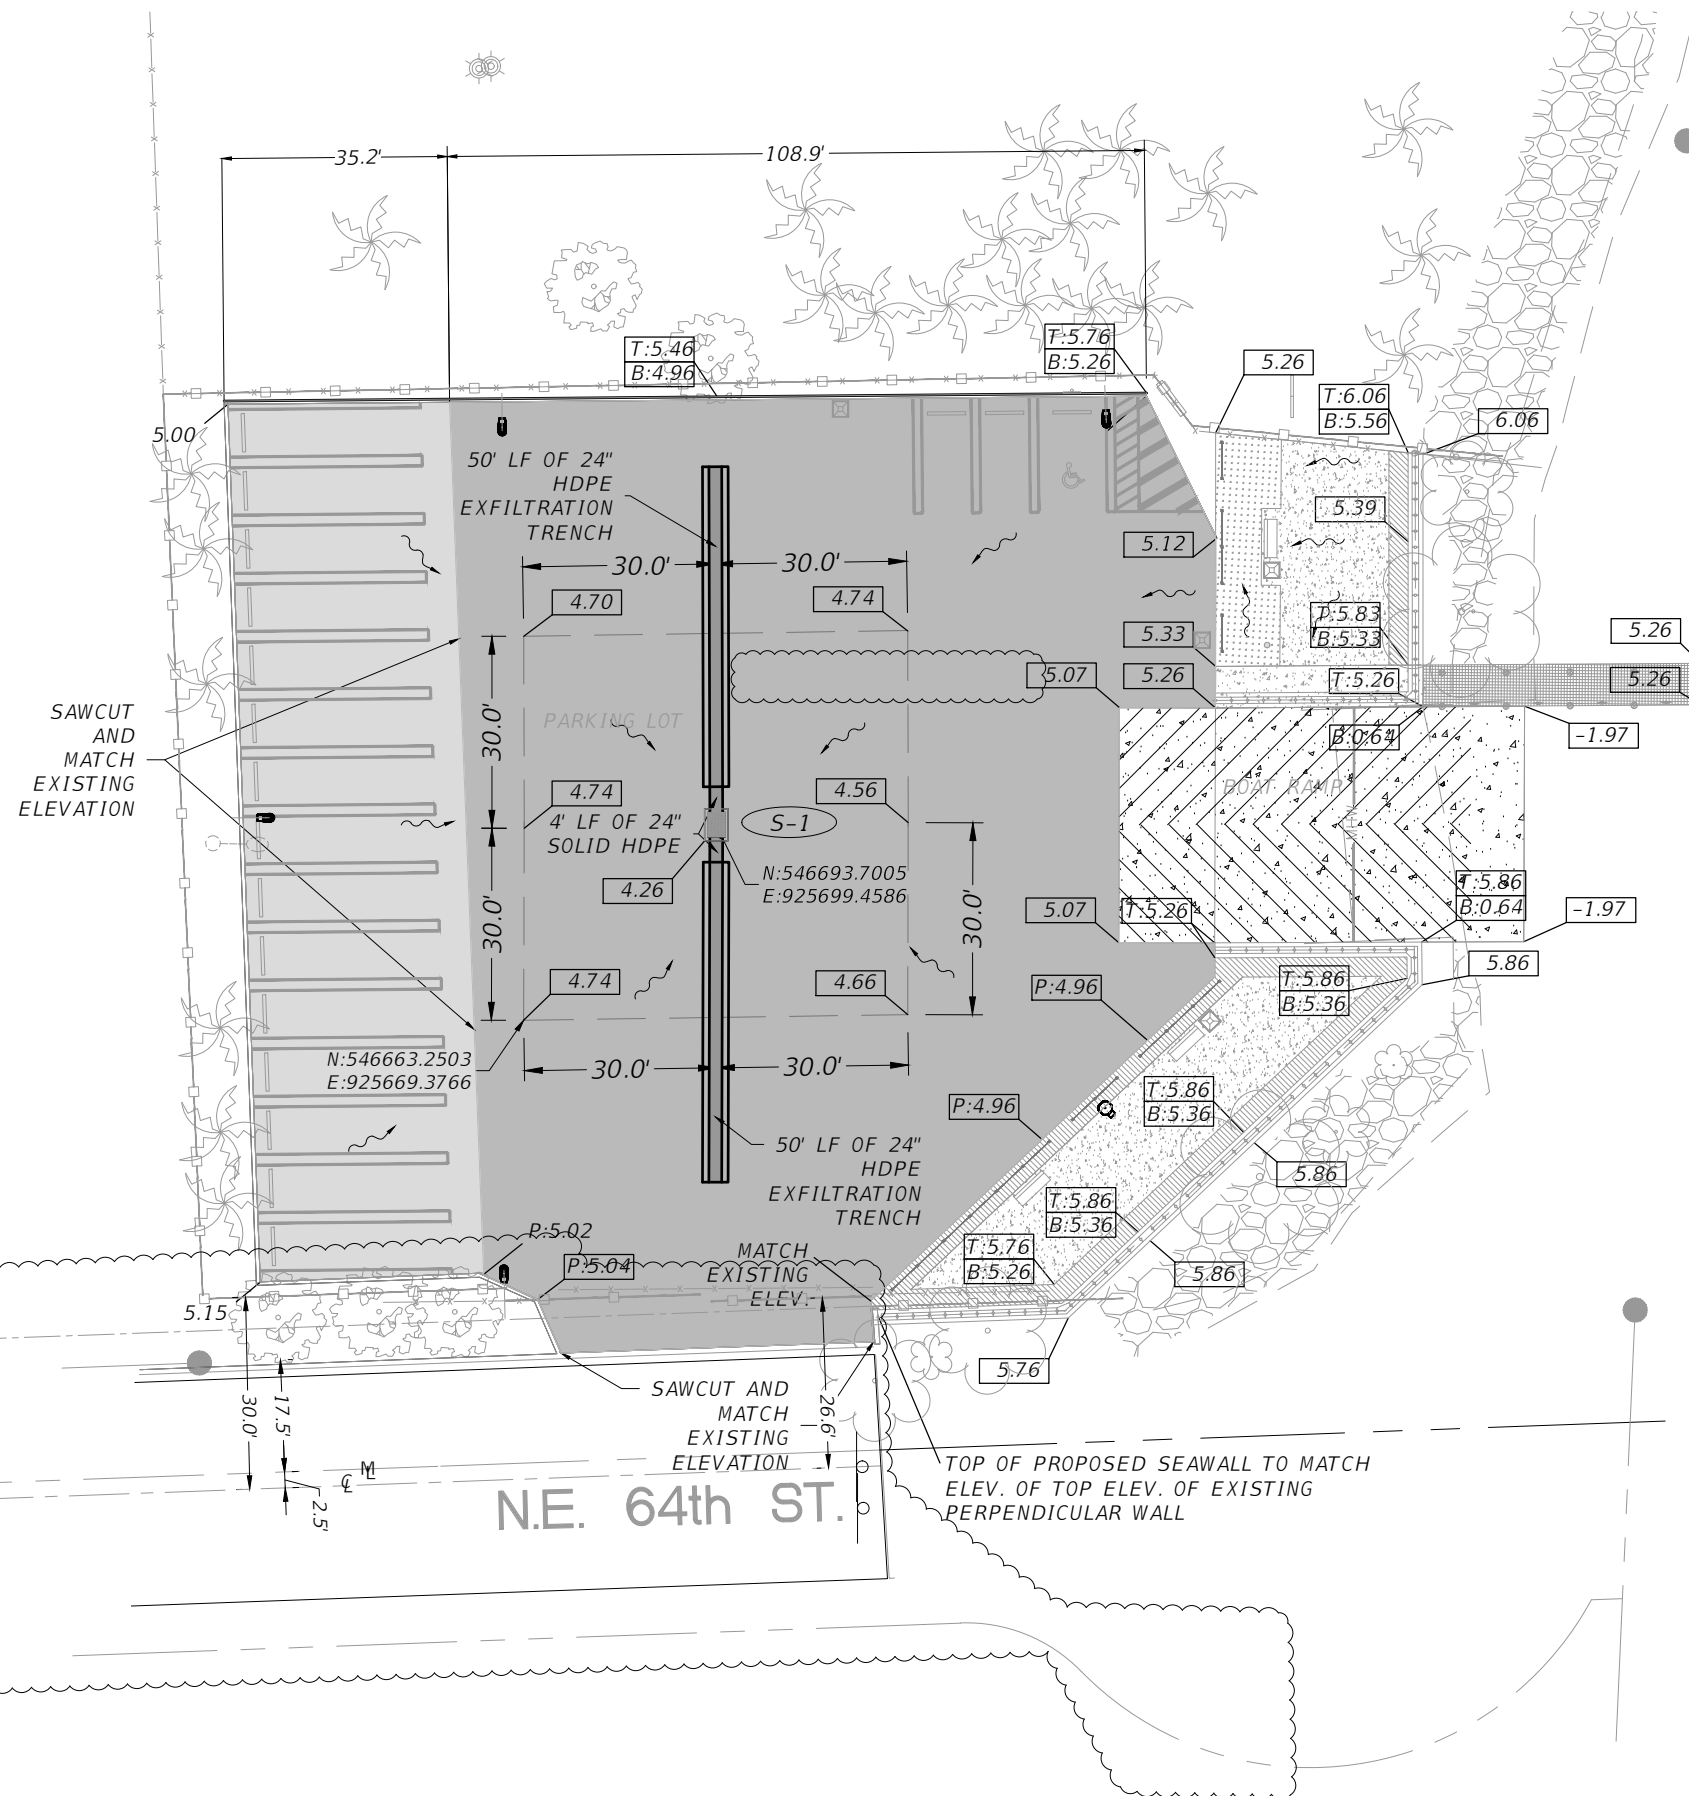 35.2'
108.9'
T:5.46
B:4.96
T:5.76
B:5.26
5.26
T:6.06
B:5.56
6.06
5.00
50' LF OF 24"
HDPE
EXFILTRATION
TRENCH
5.39
5.12
30.0'
30.0'
4.70
4.74
T:5.83
B:5.33
5.33
5.26
5.07
5.26
T:5.26
5.26
SAWCUT
AND
MATCH
EXISTING
ELEVATION
PARKING LOT
30.0'
B:0.64
-1.97
4.74
4.56
BOAT RAMP
4' LF OF 24"
SOLID HDPE
S-1
4.26
N:546693.7005
E:925699.4586
30.0'
30.0'
5.07
T:5.26
T:5.86
B:0.64
-1.97
5.86
4.74
4.66
P:4.96
T:5.86
B:5.36
N:546663.2503
E:925669.3766
30.0'
30.0'
P:4.96
T:5.86
B:5.36
50' LF OF 24"
HDPE
EXFILTRATION
TRENCH
5.86
T:5.86
B:5.36
P:5.02
P:5.04
MATCH
EXISTING
ELEV.
T:5.76
B:5.26
5.86
5.15
5.76
30.0'
17.5'
26.6'
SAWCUT AND
MATCH
EXISTING
ELEVATION
2.5'
TOP OF PROPOSED SEAWALL TO MATCH
ELEV. OF TOP ELEV. OF EXISTING
PERPENDICULAR WALL
N.E. 64th ST.